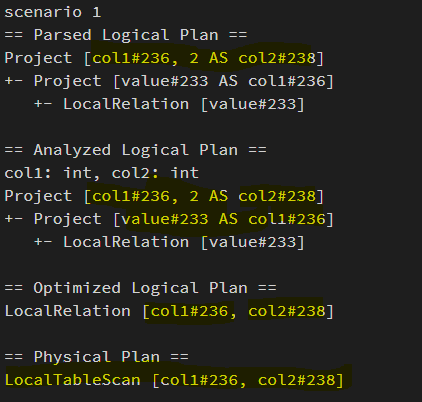 scenario 1
== Parsed Logical Plan ==
Project [col1#236, 2 AS col2#238]
+- Project [value#233 AS col1#236]
   +- LocalRelation [value#233]

== Analyzed Logical Plan ==
col1: int, col2: int
Project [col1#236, 2 AS col2#238]
+- Project [value#233 AS col1#236]
   +- LocalRelation [value#233]

== Optimized Logical Plan ==
LocalRelation [col1#236, col2#238]

== Physical Plan ==
LocalTableScan [col1#236, col2#238]